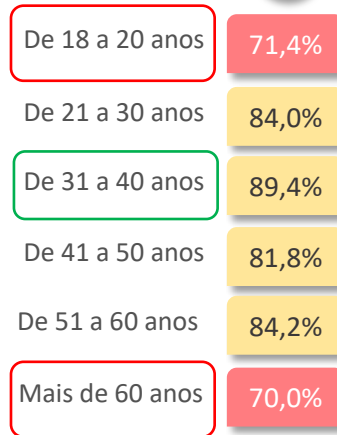 De 18 a 20 anos 71,4%
De 21 a 30 anos 84,0%
De 31 a 40 anos 89,4%
De 41 a 50 anos 81,8%
De 51 a 60 anos 84,2%
Mais de 60 anos 70,0%